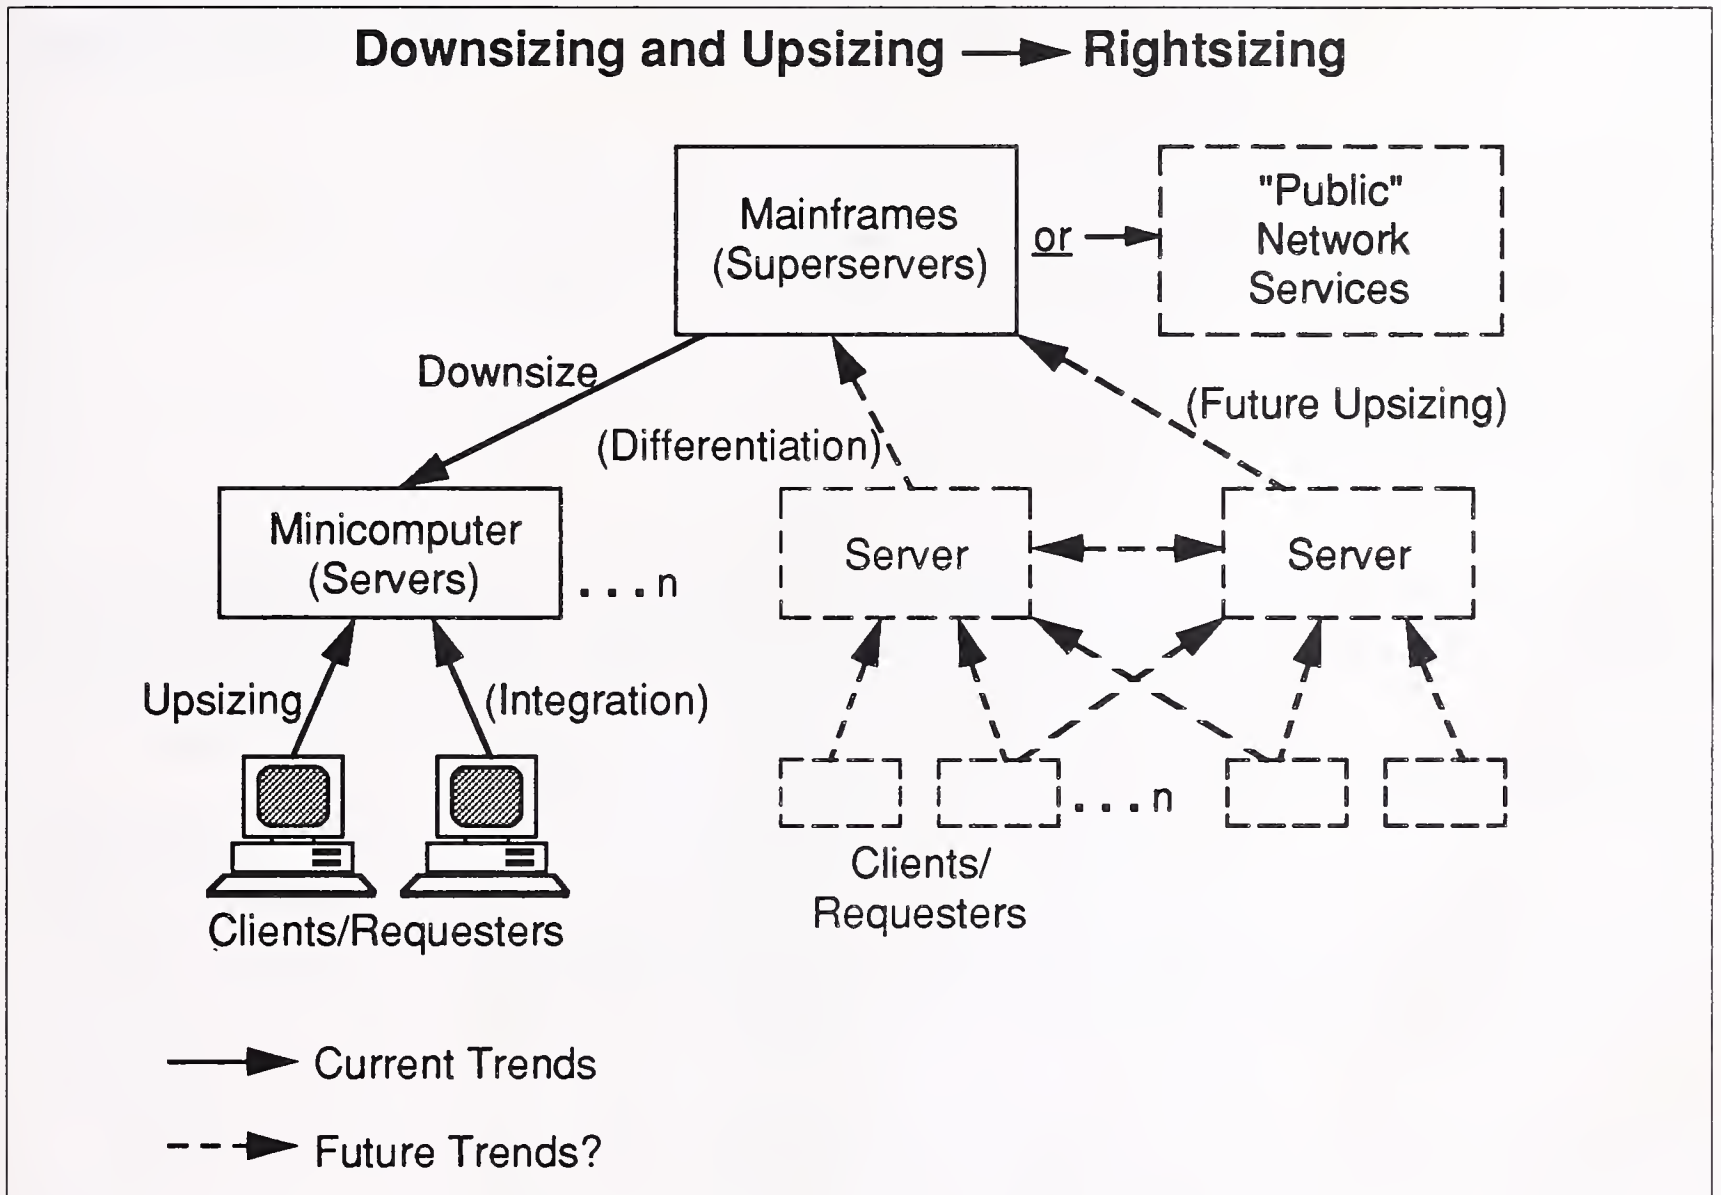 Downsizing and Upsizing → Rightsizing
Mainframes
(Superservers)
or
"Public"
Network
Services
Downsize
(Differentiation)
(Future Upsizing)
Minicomputer
(Servers)
...n
Server
Server
Upsizing
(Integration)
...n
Clients/Requesters
Clients/
Requesters
Current Trends
Future Trends?